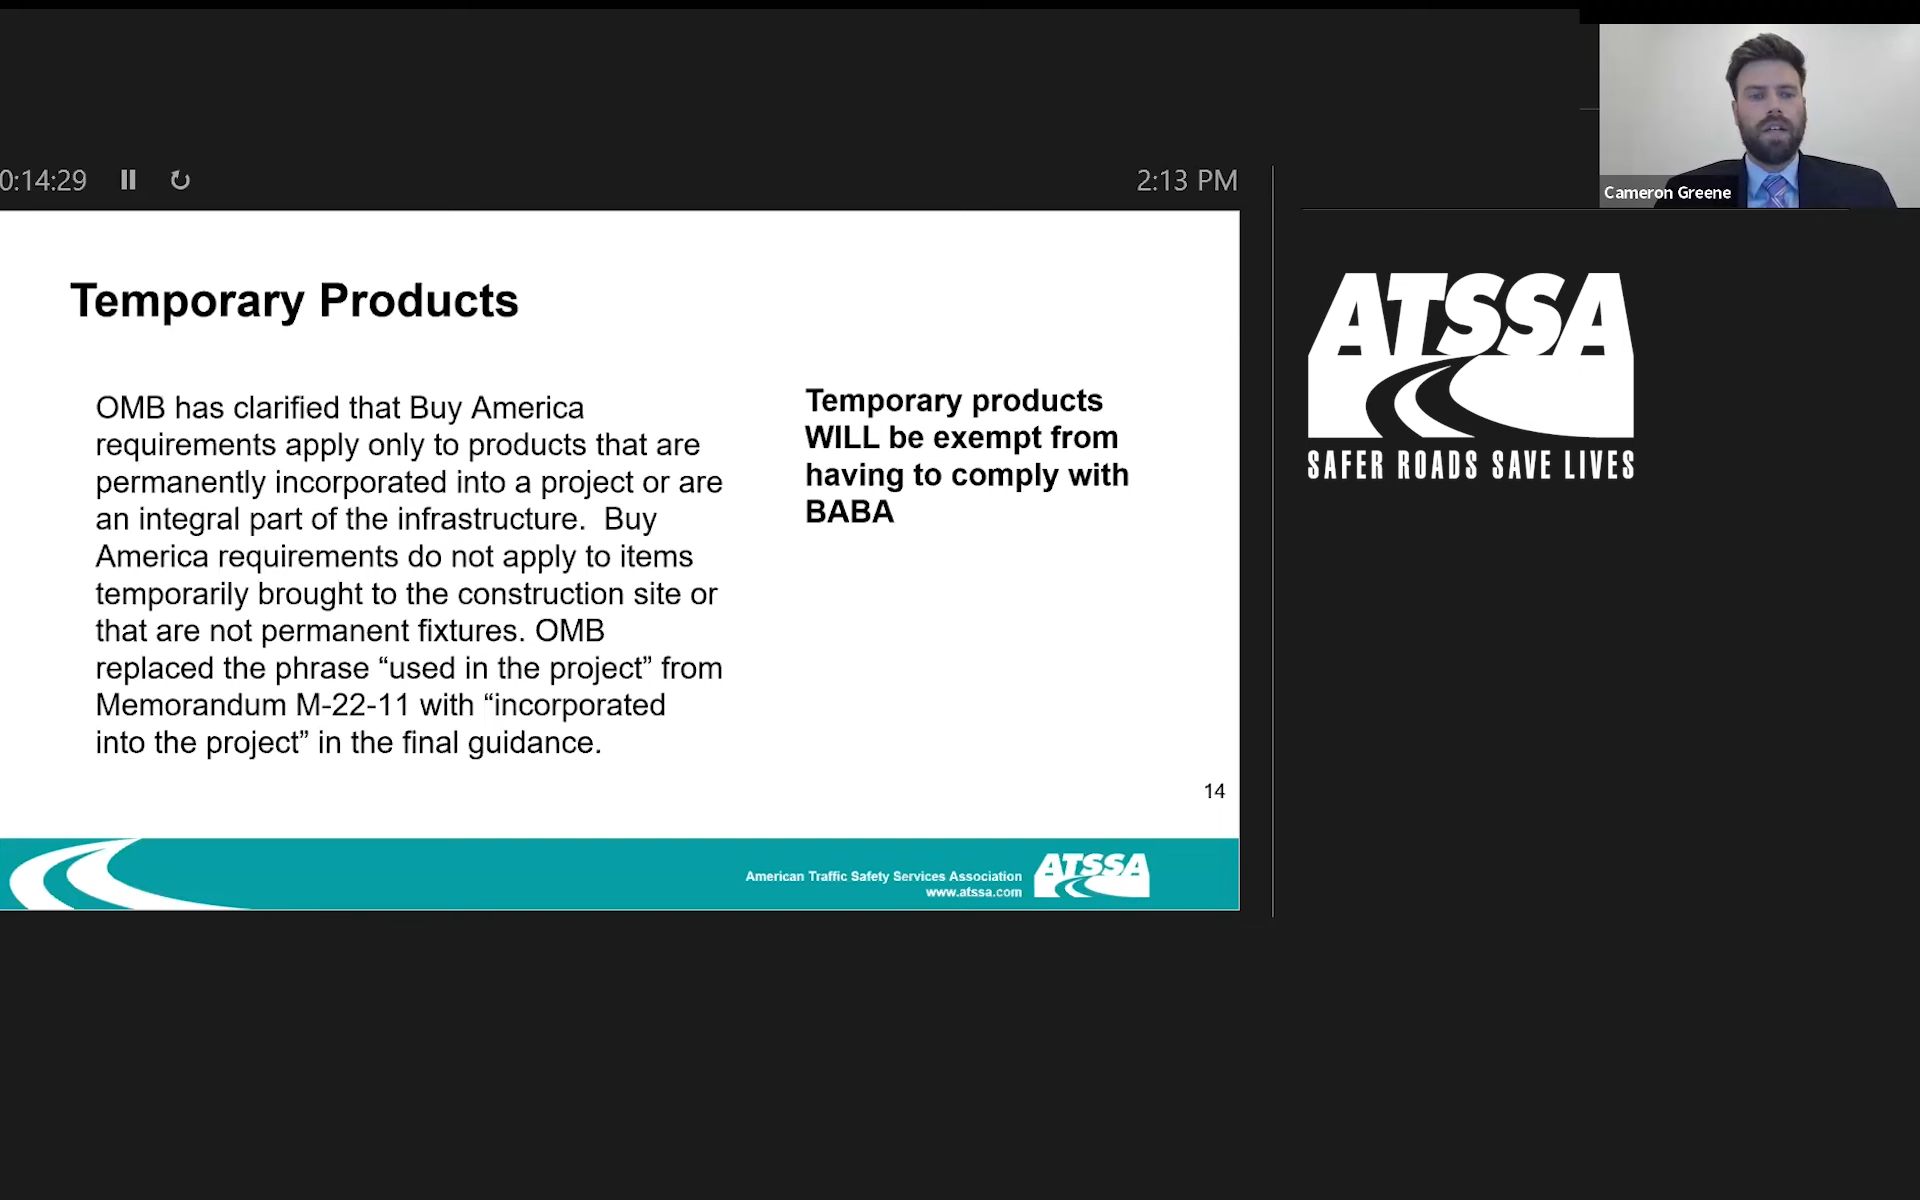 0:14:29
2:13 PM
Cameron Greene
Temporary Products
OMB has clarified that Buy America
requirements apply only to products that are
permanently incorporated into a project or are
an integral part of the infrastructure.  Buy
America requirements do not apply to items
temporarily brought to the construction site or
that are not permanent fixtures. OMB
replaced the phrase “used in the project” from
Memorandum M-22-11 with “incorporated
into the project” in the final guidance.
Temporary products
WILL be exempt from
having to comply with
BABA
14
American Traffic Safety Services Association
www.atssa.com
ATSSA
ATSSA
SAFER ROADS SAVE LIVES